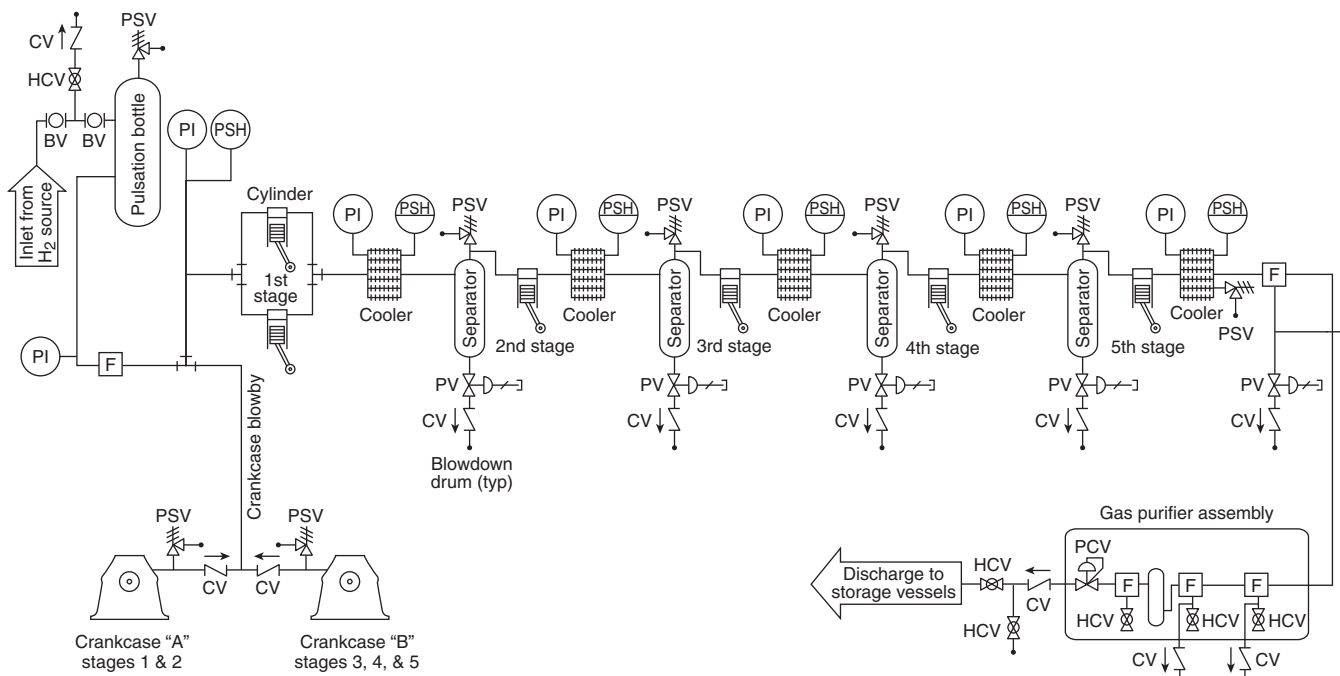 PSV
CV
HCV
BV
BV
Pulsation bottle
PI
PSH
Inlet from
H₂ source
Cylinder
1st
stage
PI
F
Crankcase blowby
PI
PSH
Cooler
PSV
Separator
PV
CV
Blowdown
drum (typ)
2nd stage
PI
PSH
Cooler
PSV
Separator
PV
CV
3rd stage
PI
PSH
Cooler
PSV
Separator
PV
CV
4th stage
PI
PSH
Cooler
PSV
Separator
PV
CV
5th stage
PI
PSH
Cooler
PSV
F
PV
CV
PSV
PSV
CV
CV
Crankcase “A”
stages 1 & 2
Crankcase “B”
stages 3, 4, & 5
Discharge to
storage vessels
HCV
HCV
CV
Gas purifier assembly
PCV
F
F
F
HCV
HCV
HCV
CV
CV